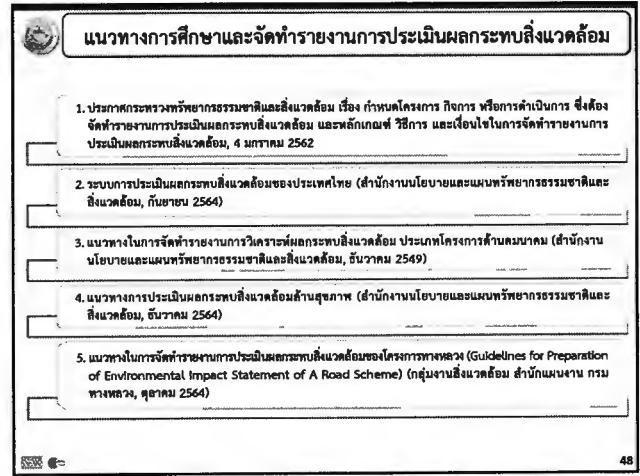 แนวทางการศึกษาและจัดทำรายงานการประเมินผลกระทบสิ่งแวดล้อม
1. ประกาศกระทรวงทรัพยากรธรรมชาติและสิ่งแวดล้อม เรื่อง กำหนดโครงการ กิจการ หรือการดำเนินการ ซึ่งต้อง
จัดทำรายงานการประเมินผลกระทบสิ่งแวดล้อม และหลักเกณฑ์ วิธีการ และเงื่อนไขในการจัดทำรายงานการ
ประเมินผลกระทบสิ่งแวดล้อม, 4 มกราคม 2562
2. ระบบการประเมินผลกระทบสิ่งแวดล้อมของประเทศไทย (สำนักงานนโยบายและแผนทรัพยากรธรรมชาติและ
สิ่งแวดล้อม, กันยายน 2564)
3. แนวทางในการจัดทำรายงานการวิเคราะห์ผลกระทบสิ่งแวดล้อม ประเภทโครงการด้านคมนาคม (สำนักงาน
นโยบายและแผนทรัพยากรธรรมชาติและสิ่งแวดล้อม, ธันวาคม 2549)
4. แนวทางการประเมินผลกระทบสิ่งแวดล้อมด้านสุขภาพ (สำนักงานนโยบายและแผนทรัพยากรธรรมชาติและ
สิ่งแวดล้อม, ธันวาคม 2564)
5. แนวทางในการจัดทำรายงานการประเมินผลกระทบสิ่งแวดล้อมของโครงการทางหลวง (Guidelines for Preparation
of Environmental Impact Statement of A Road Scheme) (กลุ่มงานสิ่งแวดล้อม สำนักแผนงาน กรม
ทางหลวง, ตุลาคม 2564)
48